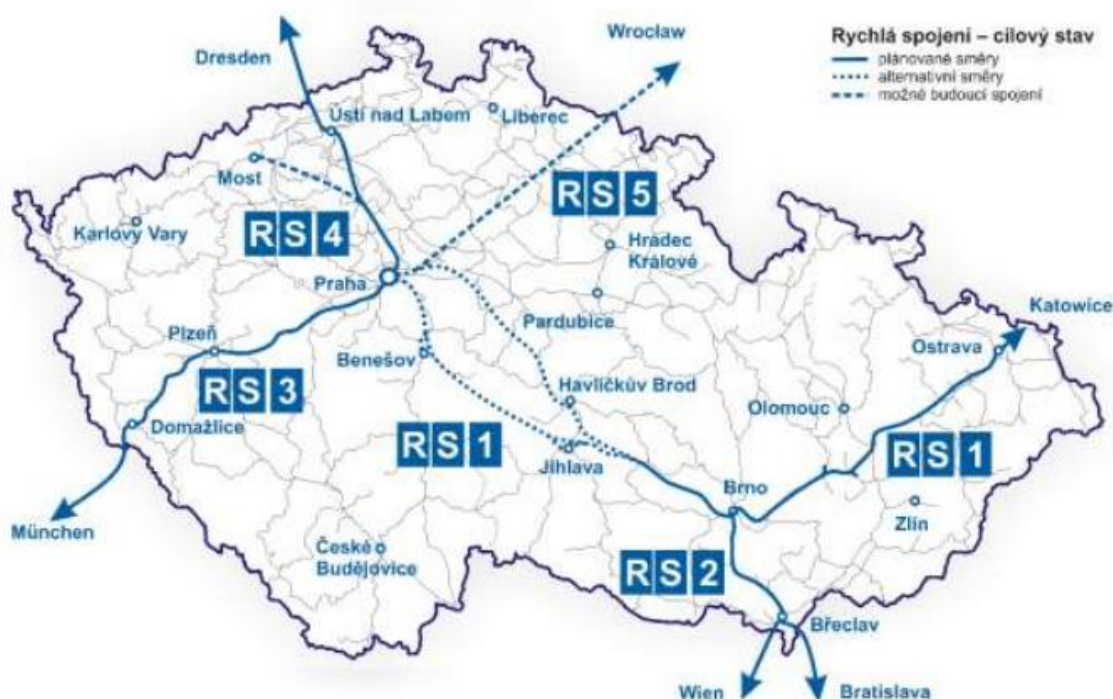 Rychlá spojení – cílový stav
plánované směry
alternativní směry
možné budoucí spojení
Wrocław
Dresden
Ústí nad Labem
Liberec
Most
RS 5
Karlovy Vary
RS 4
Hradec
Králové
Praha
Katowice
Plzeň
Pardubice
Ostrava
Benešov
RS 3
Havlíčkův Brod
Olomouc
Domažlice
RS 1
Jihlava
RS 1
Brno
München
Zlín
České
Budějovice
RS 2
Břeclav
Wien
Bratislava